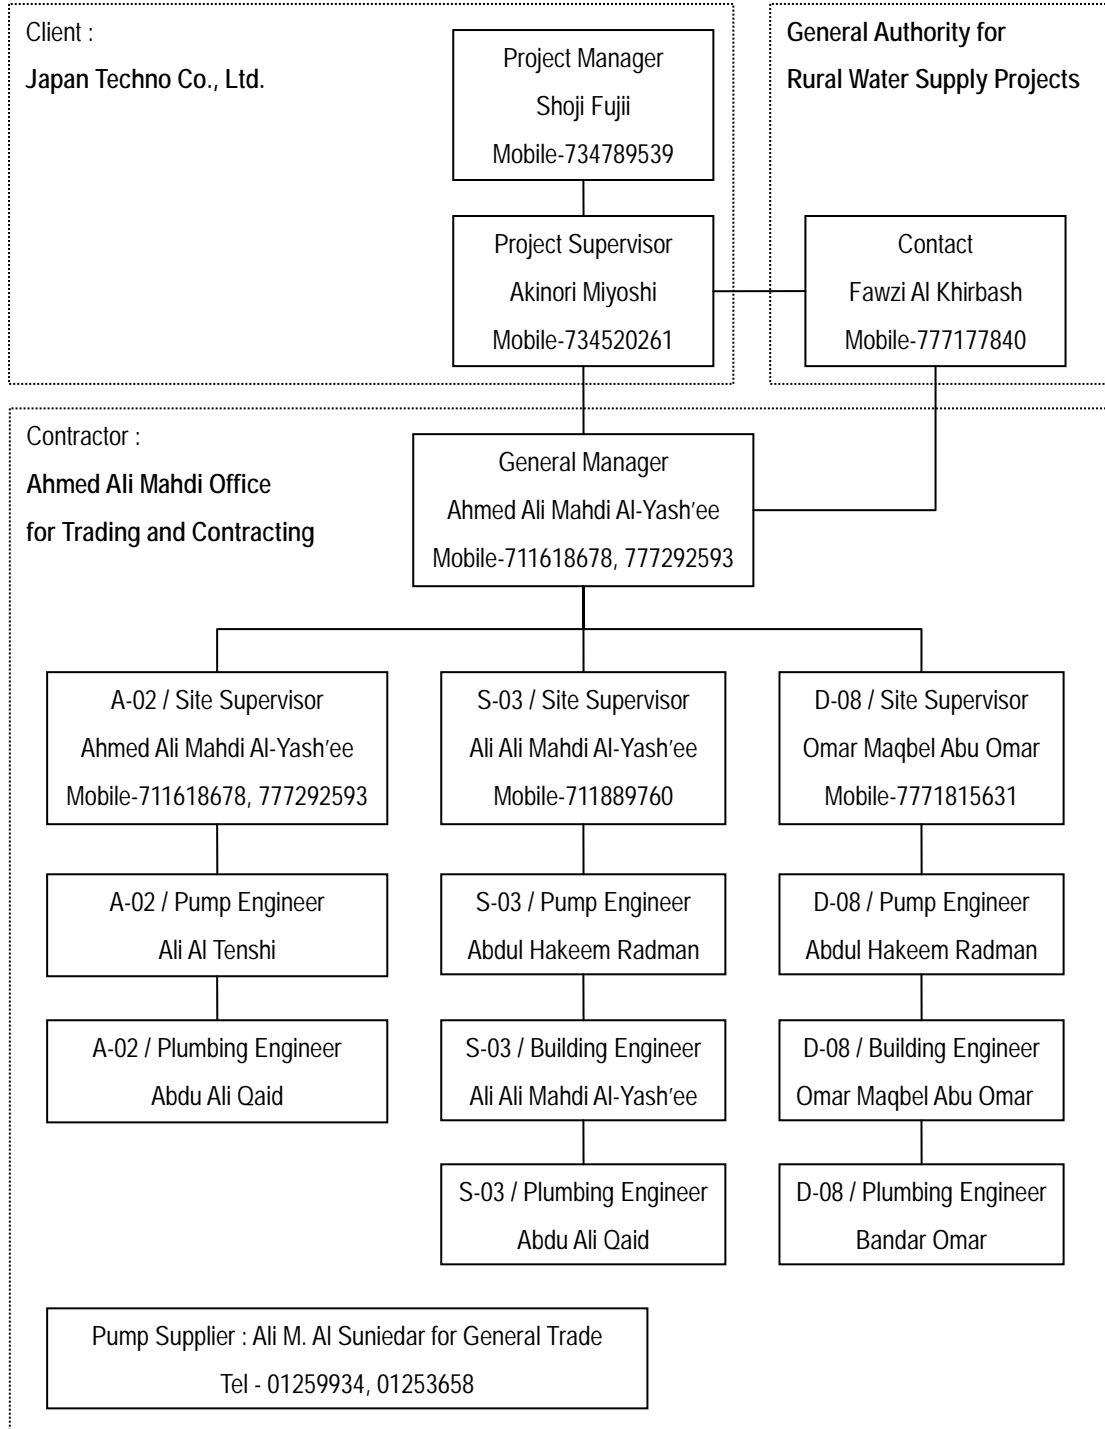 Client :
Japan Techno Co., Ltd.
Project Manager
Shoji Fujii
Mobile-734789539
General Authority for
Rural Water Supply Projects
Project Supervisor
Akinori Miyoshi
Mobile-734520261
Contact
Fawzi Al Khirbash
Mobile-777177840
Contractor :
Ahmed Ali Mahdi Office
for Trading and Contracting
General Manager
Ahmed Ali Mahdi Al-Yash'ee
Mobile-711618678, 777292593
A-02 / Site Supervisor
Ahmed Ali Mahdi Al-Yash'ee
Mobile-711618678, 777292593
S-03 / Site Supervisor
Ali Ali Mahdi Al-Yash'ee
Mobile-711889760
D-08 / Site Supervisor
Omar Maqbel Abu Omar
Mobile-7771815631
A-02 / Pump Engineer
Ali Al Tenshi
S-03 / Pump Engineer
Abdul Hakeem Radman
D-08 / Pump Engineer
Abdul Hakeem Radman
A-02 / Plumbing Engineer
Abdu Ali Qaid
S-03 / Building Engineer
Ali Ali Mahdi Al-Yash'ee
D-08 / Building Engineer
Omar Maqbel Abu Omar
S-03 / Plumbing Engineer
Abdu Ali Qaid
D-08 / Plumbing Engineer
Bandar Omar
Pump Supplier : Ali M. Al Suniedar for General Trade
Tel - 01259934, 01253658